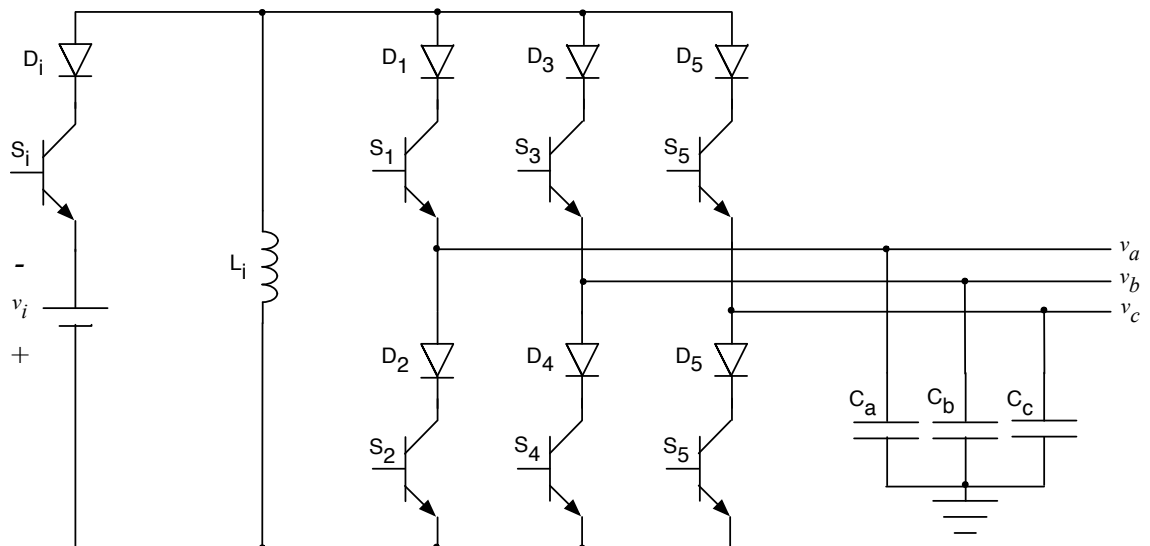 D1 D3 D5
Di
S1 S3 S5
Si
va
Li
-
vb
vi
vc
+
D2 D4 D5
Ca Cb Cc
S2 S4 S5